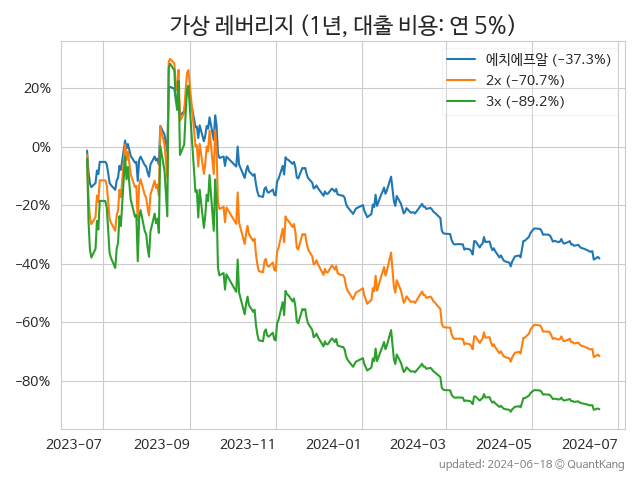 가상 레버리지 (1년, 대출 비용: 연 5%)
에치에프알 (−37.3%)
2x (−70.7%)
3x (−89.2%)
20%
0%
−20%
−40%
−60%
−80%
2023−07 2023−09 2023−11 2024−01 2024−03 2024−05 2024−07
updated: 2024-06-18 © QuantKang